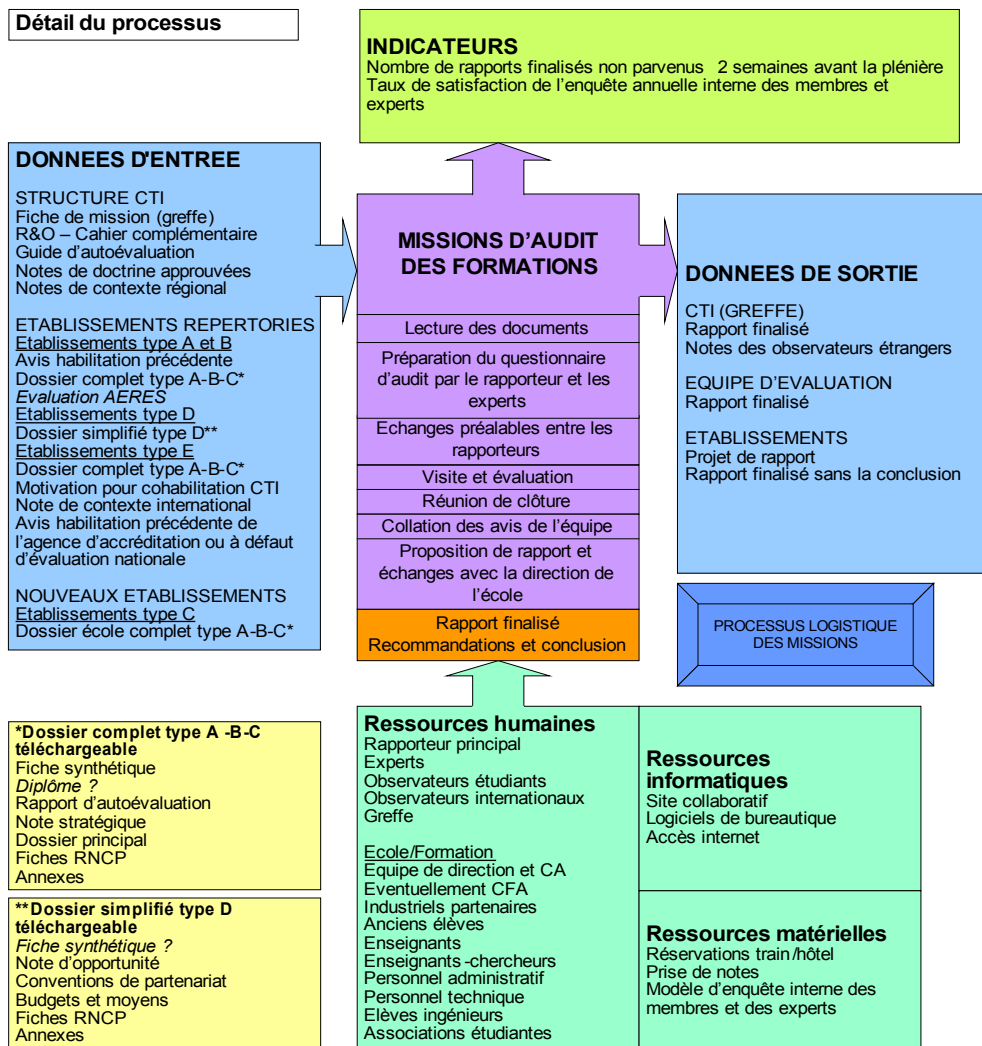 Détail du processus
INDICATEURS
Nombre de rapports finalisés non parvenus 2 semaines avant la plénière
Taux de satisfaction de l'enquête annuelle interne des membres et
experts
DONNEES D'ENTREE
STRUCTURE CTI
Fiche de mission (greffe)
R&O – Cahier complémentaire
Guide d'autoévaluation
Notes de doctrine approuvées
Notes de contexte régional
ETABLISSEMENTS REPERTORIES
Etablissements type A et B
Avis habilitation précédente
Dossier complet type A-B-C*
Evaluation AERES
Etablissements type D
Dossier simplifié type D**
Etablissements type E
Dossier complet type A-B-C*
Motivation pour cohabilitation CTI
Note de contexte international
Avis habilitation précédente de
l'agence d'accréditation ou à défaut
d'évaluation nationale
NOUVEAUX ETABLISSEMENTS
Etablissements type C
Dossier école complet type A-B-C*
MISSIONS D'AUDIT
DES FORMATIONS
Lecture des documents
Préparation du questionnaire
d'audit par le rapporteur et les
experts
Echanges préalables entre les
rapporteurs
Visite et évaluation
Réunion de clôture
Collation des avis de l'équipe
Proposition de rapport et
échanges avec la direction de
l'école
Rapport finalisé
Recommandations et conclusion
DONNEES DE SORTIE
CTI (GREFFE)
Rapport finalisé
Notes des observateurs étrangers
EQUIPE D'EVALUATION
Rapport finalisé
ETABLISSEMENTS
Projet de rapport
Rapport finalisé sans la conclusion
PROCESSUS LOGISTIQUE
DES MISSIONS
*Dossier complet type A -B-C
téléchargeable
Fiche synthétique
Diplôme ?
Rapport d'autoévaluation
Note stratégique
Dossier principal
Fiches RNCP
Annexes
**Dossier simplifié type D
téléchargeable
Fiche synthétique ?
Note d'opportunité
Conventions de partenariat
Budgets et moyens
Fiches RNCP
Annexes
Ressources humaines
Rapporteur principal
Experts
Observateurs étudiants
Observateurs internationaux
Greffe
Ecole/Formation
Equipe de direction et CA
Eventuellement CFA
Industriels partenaires
Anciens élèves
Enseignants
Enseignants -chercheurs
Personnel administratif
Personnel technique
Elèves ingénieurs
Associations étudiantes
Ressources
informatiques
Site collaboratif
Logiciels de bureautique
Accès internet
Ressources matérielles
Réservations train/hôtel
Prise de notes
Modèle d'enquête interne des
membres et des experts